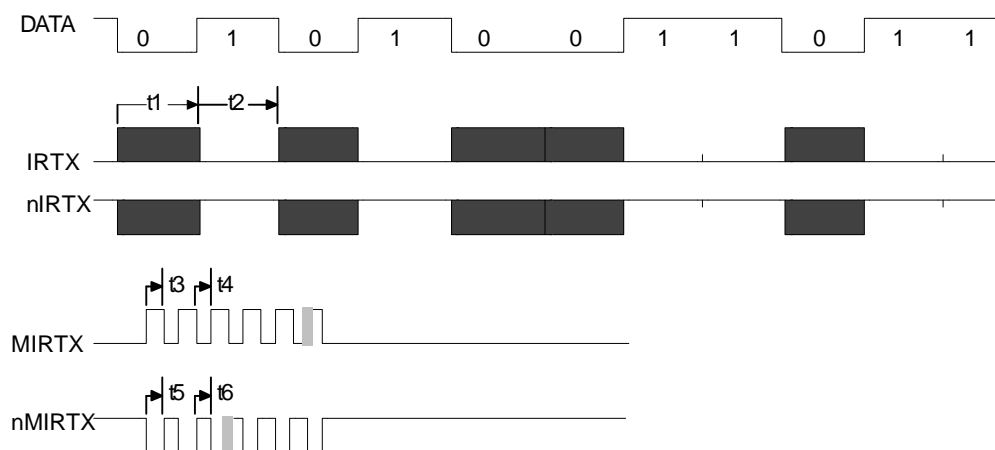 DATA
0 1 0 1 0 0 1 1 0 1 1
t1 t2
IRTX
nIRTX
t3 t4
MIRTX
t5 t6
nMIRTX